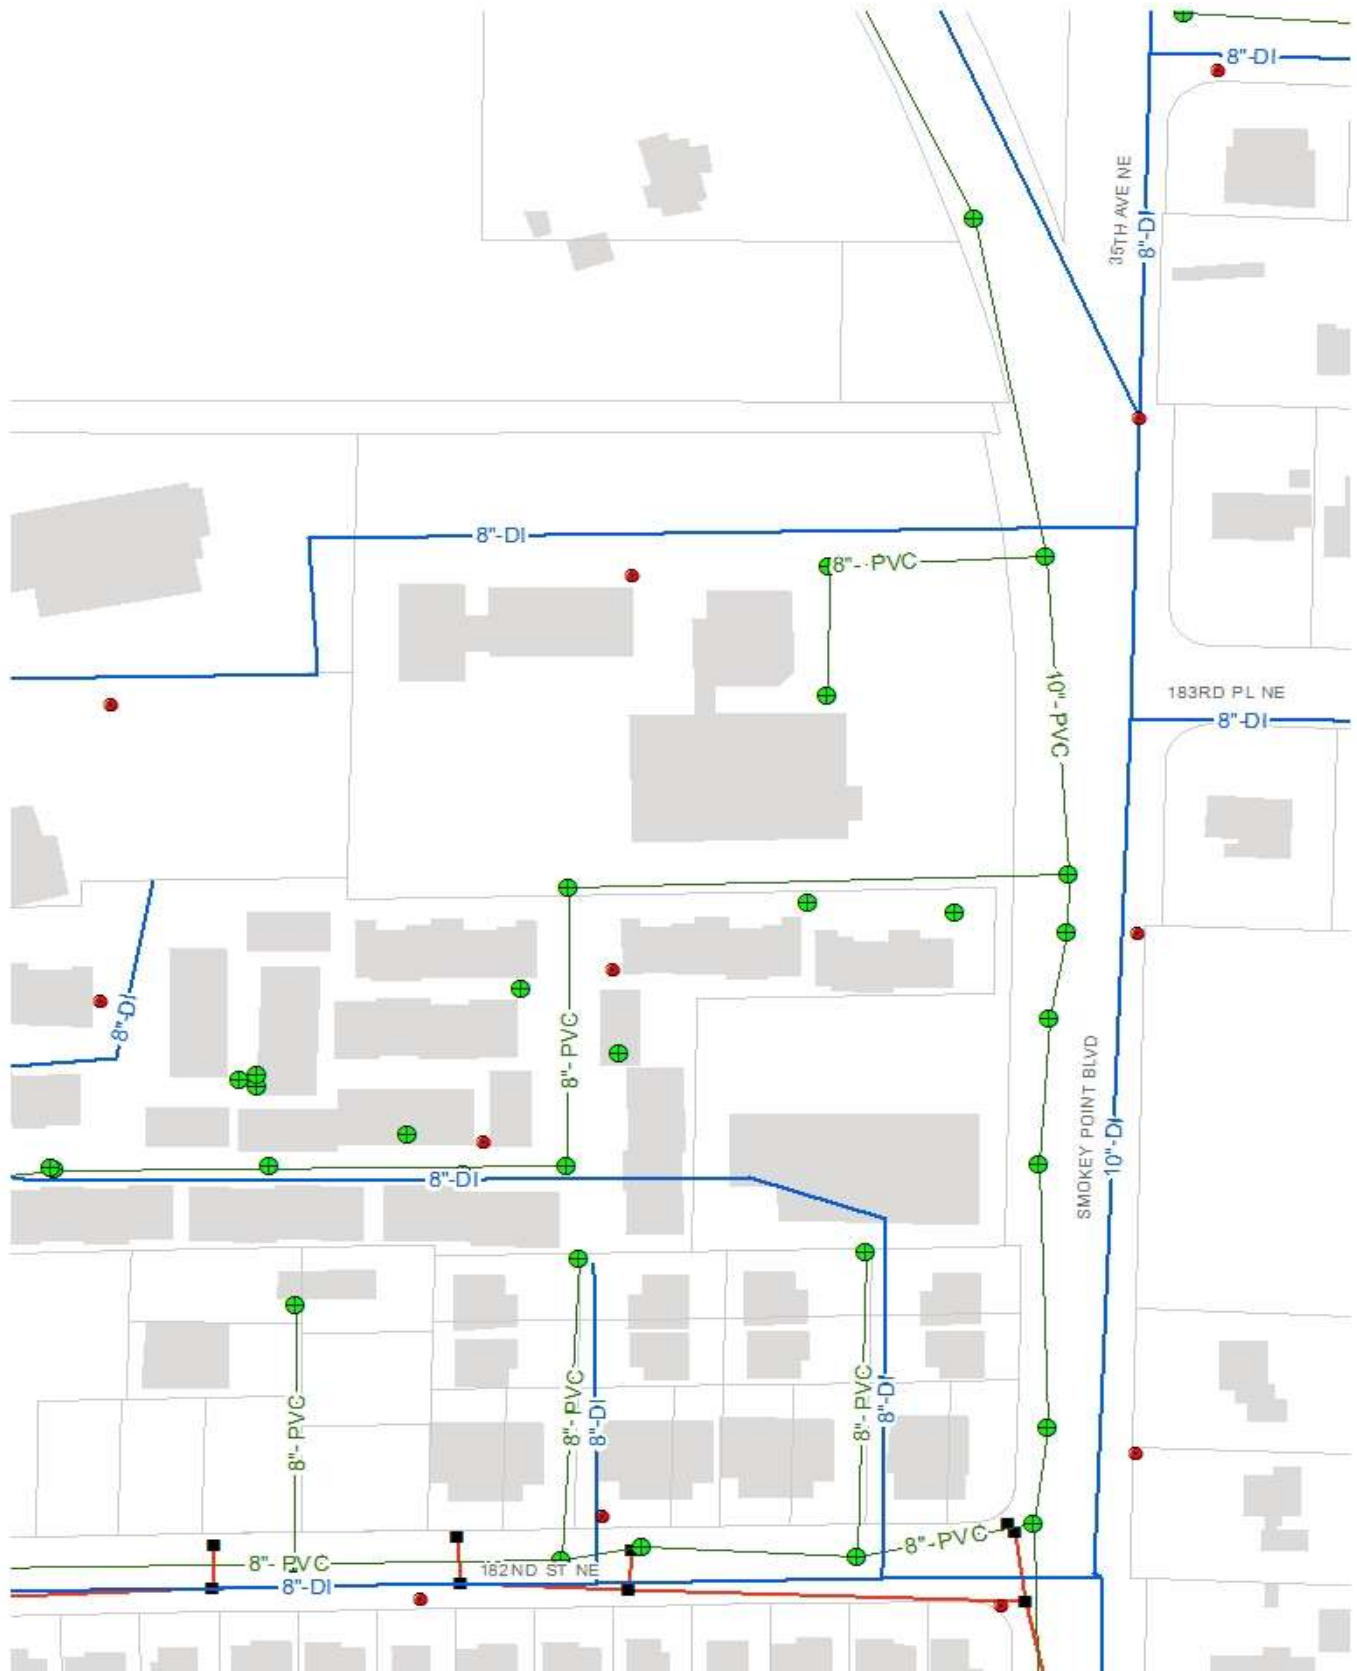 8"-DI
35TH AVE NE
8"-DI
8"-DI
8"- PVC
10"- PVC
183RD PL NE
8"-DI
8"-DI
8"- PVC
SMOKEY POINT BLVD
10"-DI
8"-DI
8"- PVC
8"- PVC
8"-DI
8"- PVC
8"-DI
8"-PVC
8"- PVC
182ND ST NE
8"-DI